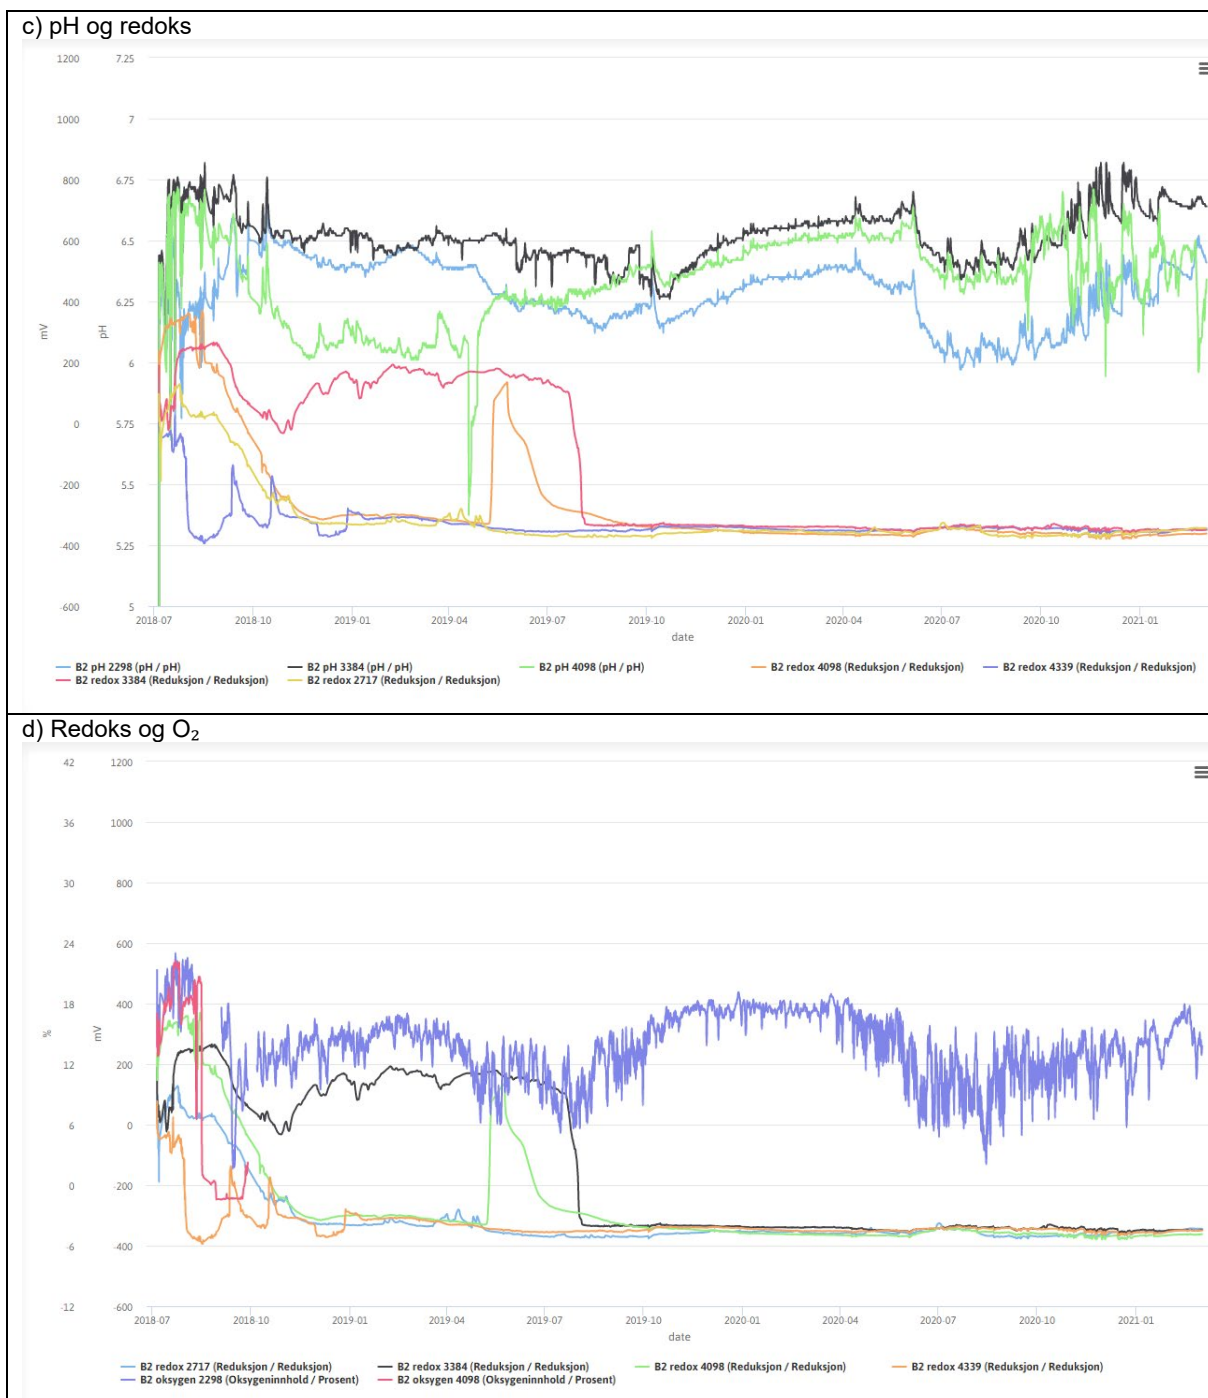 c) pH og redoks
1200 7.25
1000 7
800 6.75
600 6.5
400 6.25
mV pH
200 6
0 5.75
-200 5.5
-400 5.25
-600 5
2018-07 2018-10 2019-01 2019-04 2019-07 2019-10 2020-01 2020-04 2020-07 2020-10 2021-01
date
B2 pH 2298 (pH / pH) B2 pH 3384 (pH / pH) B2 pH 4098 (pH / pH) B2 redox 4098 (Reduksjon / Reduksjon) B2 redox 4339 (Reduksjon / Reduksjon)
B2 redox 3384 (Reduksjon / Reduksjon) B2 redox 2717 (Reduksjon / Reduksjon)
d) Redoks og O₂
42 1200
36 1000
30 800
24 600
18 400
% mV
12 200
6 0
0 -200
-6 -400
-12 -600
2018-07 2018-10 2019-01 2019-04 2019-07 2019-10 2020-01 2020-04 2020-07 2020-10 2021-01
date
B2 redox 2717 (Reduksjon / Reduksjon) B2 redox 3384 (Reduksjon / Reduksjon) B2 redox 4098 (Reduksjon / Reduksjon) B2 redox 4339 (Reduksjon / Reduksjon)
B2 oksygen 2298 (Oksygeninnhold / Prosent) B2 oksygen 4098 (Oksygeninnhold / Prosent)